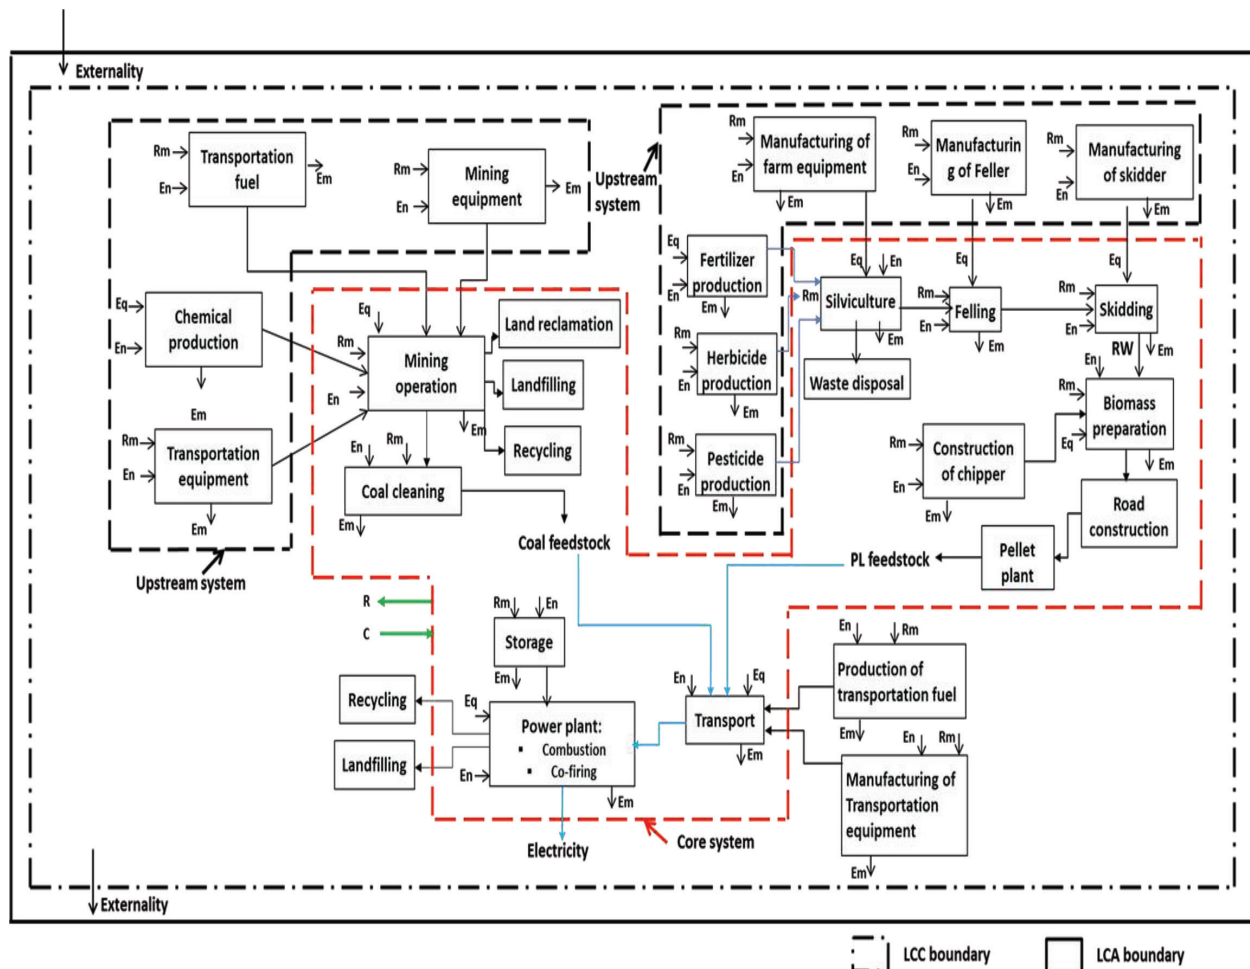 Externality
Rm
Transportation
fuel
En
Em
Rm
Mining
equipment
En
Em
Upstream
system
Rm
Manufacturing of
farm equipment
En
Em
Rm
Manufacturin
g of Feller
En
Em
Rm
Manufacturing
of skidder
En
Em
Eq
Fertilizer
production
En
Em
Eq
En
Rm
Silviculture
Em
Eq
Rm
Felling
En
Em
Eq
Rm
Skidding
En
RW
Em
Eq
Chemical
production
En
Em
Eq
Rm
Mining
operation
En
Em
Land reclamation
Landfilling
Recycling
Rm
Herbicide
production
En
Em
Waste disposal
En
Rm
Biomass
preparation
Eq
Em
Rm
Transportation
equipment
En
Em
En
Rm
Coal cleaning
Em
Rm
Pesticide
production
En
Em
Rm
Construction
of chipper
En
Em
Road
construction
Upstream system
Coal feedstock
PL feedstock
Pellet
plant
R
C
Rm
En
Storage
Em
En
Rm
Production of
transportation fuel
Em
Recycling
Landfilling
Eq
Power plant:
▪ Combustion
▪ Co-firing
En
Em
En
Eq
Transport
Em
En
Rm
Manufacturing of
Transportation
equipment
Em
Electricity
Core system
Externality
LCC boundary
LCA boundary